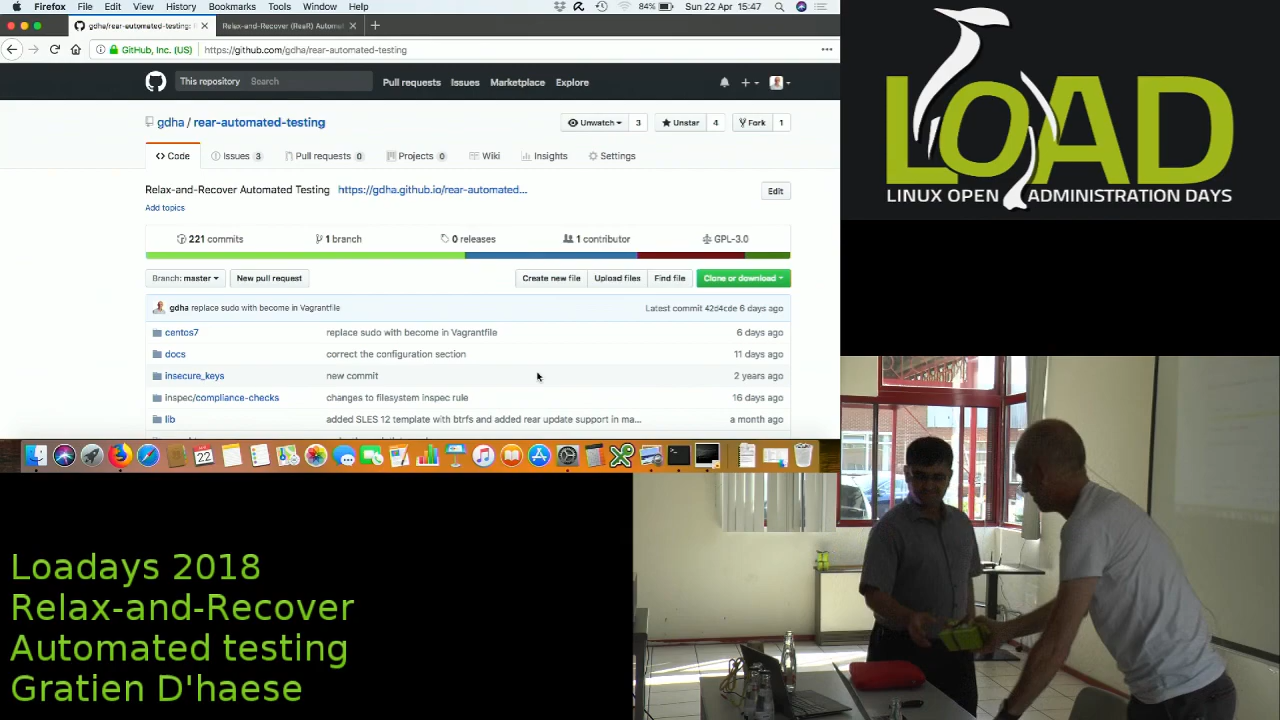 Firefox File Edit View History Bookmarks Tools Window Help 84% Sun 22 Apr 15:47
gdha/rear-automated-testing: Relax-and-Recover (ReaR) Automat
GitHub, Inc. (US) https://github.com/gdha/rear-automated-testing
This repository Search Pull requests Issues Marketplace Explore
gdha / rear-automated-testing Unwatch 3 Unstar 4 Fork 1
Code Issues 3 Pull requests 0 Projects 0 Wiki Insights Settings
Relax-and-Recover Automated Testing https://gdha.github.io/rear-automated... Edit
Add topics
221 commits 1 branch 0 releases 1 contributor GPL-3.0
Branch: master New pull request Create new file Upload files Find file Clone or download
gdha replace sudo with become in Vagrantfile Latest commit 42d4cde 6 days ago
centos7 replace sudo with become in Vagrantfile 6 days ago
docs correct the configuration section 11 days ago
insecure_keys new commit 2 years ago
inspec/compliance-checks changes to filesystem inspec rule 16 days ago
lib added SLES 12 template with btrfs and added rear update support in ma... a month ago
22
LOAD
LINUX OPEN ADMINISTRATION DAYS
Loadays 2018
Relax-and-Recover
Automated testing
Gratien D'haese